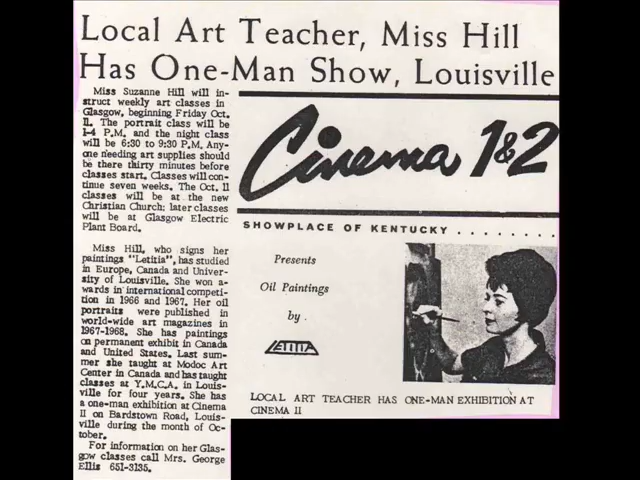 Local Art Teacher, Miss Hill
Has One-Man Show, Louisville
Miss Suzanne Hill will in-
struct weekly art classes in
Glasgow, beginning Friday Oct.
11. The portrait class will be
1-4 P.M. and the night class
will be 6:30 to 9:30 P.M. Any-
one needing art supplies should
be there thirty minutes before
classes start. Classes will con-
tinue seven weeks. The Oct. 11
classes will be at the new
Christian Church; later classes
will be at Glasgow Electric
Plant Board.
Miss Hill, who signs her
paintings "Letitia", has studied
in Europe, Canada and Univer-
sity of Louisville. She won a-
wards in international competi-
tion in 1966 and 1967. Her oil
portraits were published in
world-wide art magazines in
1967-1968. She has paintings
on permanent exhibit in Canada
and United States. Last sum-
mer she taught at Modoc Art
Center in Canada and has taught
classes at Y.M.C.A. in Louis-
ville for four years. She has
a one-man exhibition at Cinema
II on Bardstown Road, Louis-
ville during the month of Oc-
tober.
For information on her Glas-
gow classes call Mrs. George
Ellis 651-3135.
Cinema 1&2
SHOWPLACE OF KENTUCKY . . . . . . . .
Presents
Oil Paintings
by .
LETITIA
LOCAL ART TEACHER HAS ONE-MAN EXHIBITION AT
CINEMA II